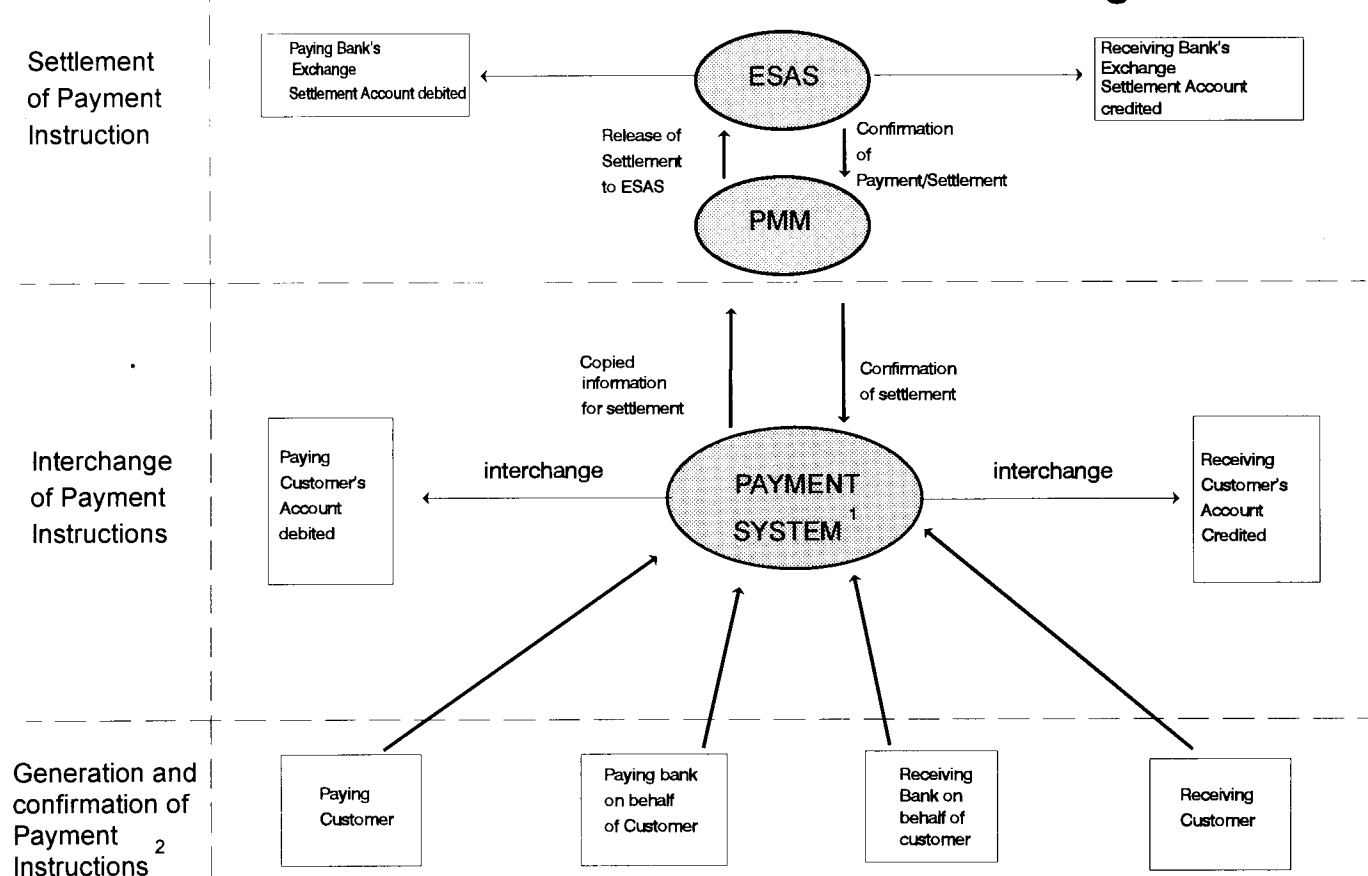 Settlement
of Payment
Instruction
Paying Bank's
Exchange
Settlement Account debited
ESAS
Receiving Bank's
Exchange
Settlement Account
credited
Release of
Settlement
to ESAS
Confirmation
of
Payment/Settlement
PMM
Copied
information
for settlement
Confirmation
of settlement
Interchange
of Payment
Instructions
Paying
Customer's
Account
debited
interchange
PAYMENT
SYSTEM 1
interchange
Receiving
Customer's
Account
Credited
Generation and
confirmation of
Payment
Instructions 2
Paying
Customer
Paying bank
on behalf
of Customer
Receiving
Bank on
behalf of
customer
Receiving
Customer